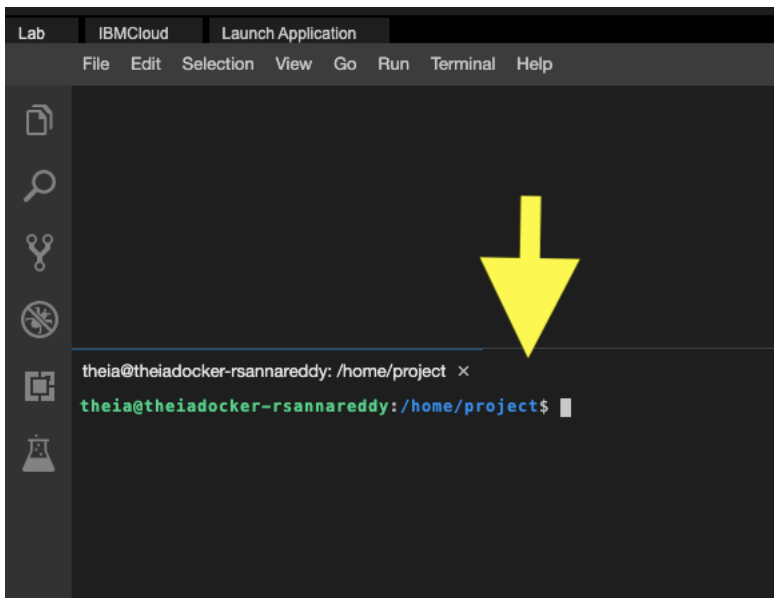 Lab IBMCloud Launch Application
File Edit Selection View Go Run Terminal Help
theia@theiadocker-rsannareddy: /home/project ×
theia@theiadocker-rsannareddy:/home/project$